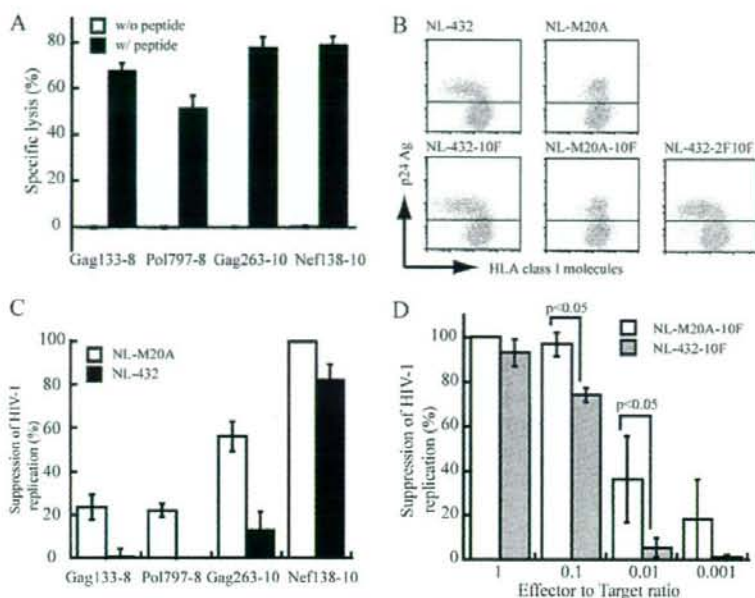 A
w/o peptide
w/ peptide
Specific lysis (%)
80
60
40
20
0
Gag133-8 Pol797-8 Gag263-10 Nef138-10
B
NL-432 NL-M20A
NL-432-10F NL-M20A-10F NL-432-2F10F
p24 Ag
HLA class I molecules
C
NL-M20A
NL-432
Suppression of HIV-1
replication (%)
100
80
60
40
20
0
Gag133-8 Pol797-8 Gag263-10 Nef138-10
D
p<0.05
NL-M20A-10F
NL-432-10F
p<0.05
Suppression of HIV-1
replication (%)
100
80
60
40
20
0
1 0.1 0.01 0.001
Effector to Target ratio